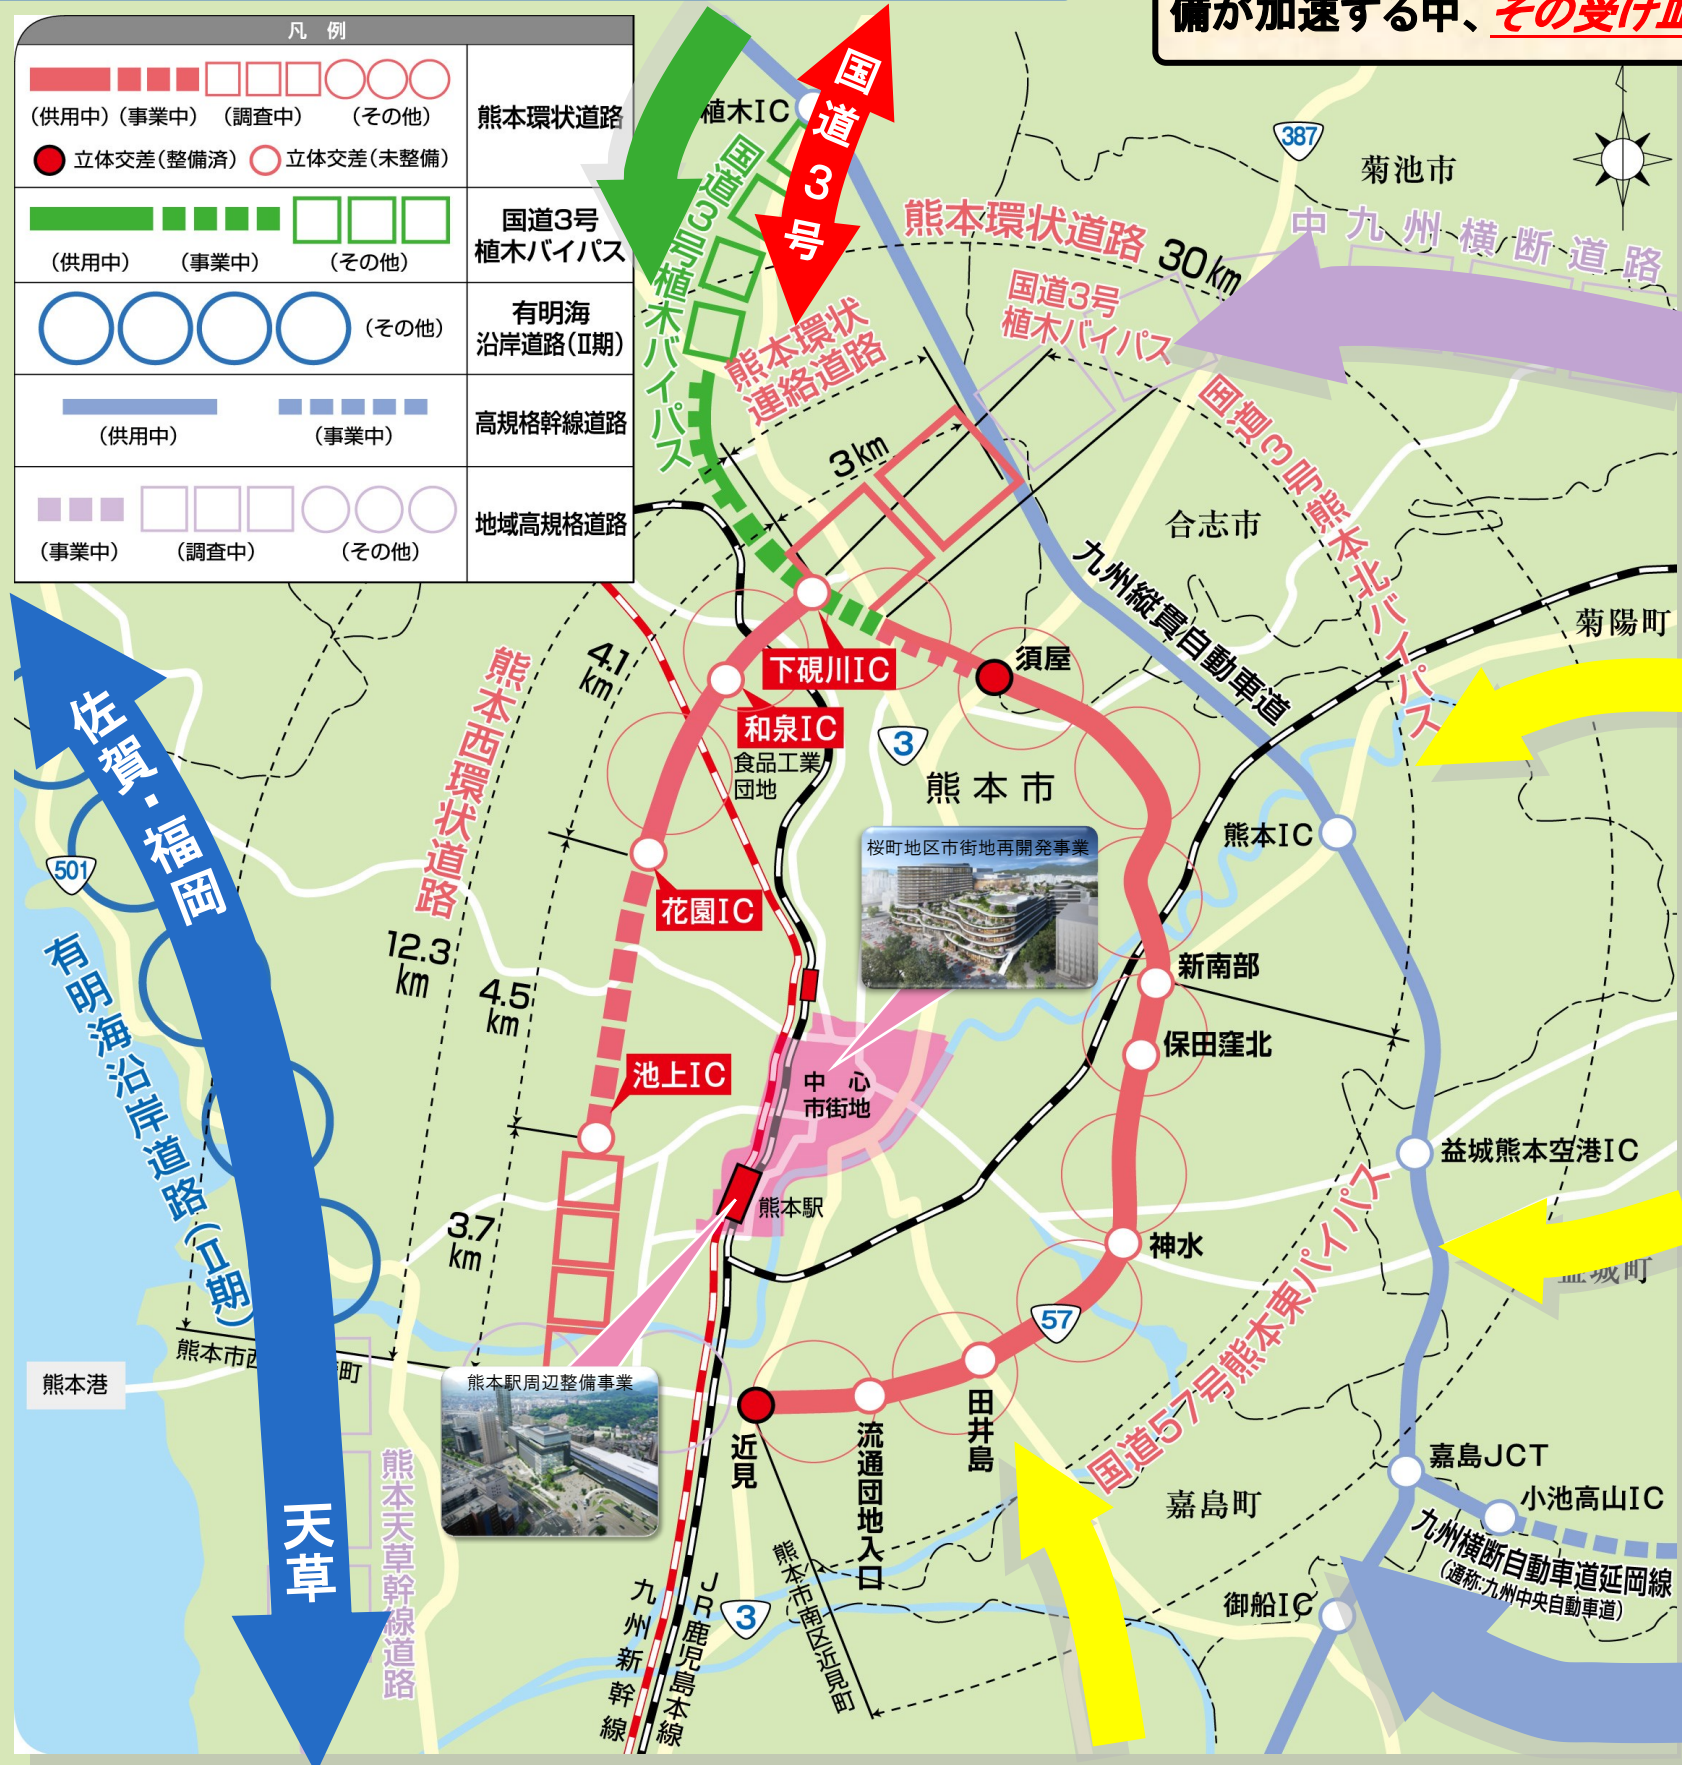 備が加速する中、その受け皿
凡 例
(供用中)
(事業中)
(調査中)
(その他)
立体交差(整備済)
立体交差(未整備)
熊本環状道路
(供用中)
(事業中)
(その他)
国道3号
植木バイパス
(その他)
有明海
沿岸道路(Ⅱ期)
(供用中)
(事業中)
高規格幹線道路
(事業中)
(調査中)
(その他)
地域高規格道路
国道3号
植木IC
国道3号植木バイパス
387
菊池市
熊本環状道路
30km
中九州横断道路
国道3号
植木バイパス
熊本環状
連絡道路
3km
国道3号熊本北バイパス
合志市
九州縦貫自動車道
菊陽町
4.1
km
下硯川IC
須屋
和泉IC
食品工業
団地
3
熊本市
熊本西環状道路
佐賀・福岡
501
花園IC
桜町地区市街地再開発事業
熊本IC
12.3
km
4.5
km
新南部
有明海沿岸道路(Ⅱ期)
保田窪北
池上IC
中 心
市街地
益城熊本空港IC
熊本駅
3.7
km
神水
益城町
57
国道57号熊本東バイパス
熊本市西
町
熊本港
熊本駅周辺整備事業
近見
流通団地入口
田井島
嘉島JCT
小池高山IC
嘉島町
九州横断自動車道延岡線
(通称:九州中央自動車道)
天草
熊本天草幹線道路
御船IC
3
熊本市南区近見町
九州新幹線
JR鹿児島本線